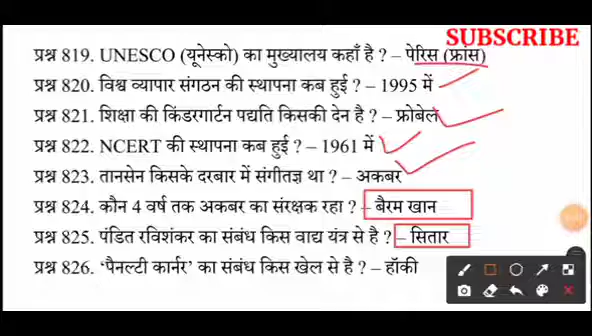 SUBSCRIBE
प्रश्न 819. UNESCO (यूनेस्को) का मुख्यालय कहाँ है ? – पेरिस (फ्रांस)
प्रश्न 820. विश्व व्यापार संगठन की स्थापना कब हुई ? – 1995 में
प्रश्न 821. शिक्षा की किंडरगार्टन पद्यति किसकी देन है ? – फ्रोबेल
प्रश्न 822. NCERT की स्थापना कब हुई ? – 1961 में
प्रश्न 823. तानसेन किसके दरबार में संगीतज्ञ था ? – अकबर
प्रश्न 824. कौन 4 वर्ष तक अकबर का संरक्षक रहा ? – बैरम खान
प्रश्न 825. पंडित रविशंकर का संबंध किस वाद्य यंत्र से है ? – सितार
प्रश्न 826. ‘पैनल्टी कार्नर’ का संबंध किस खेल से है ? – हॉकी